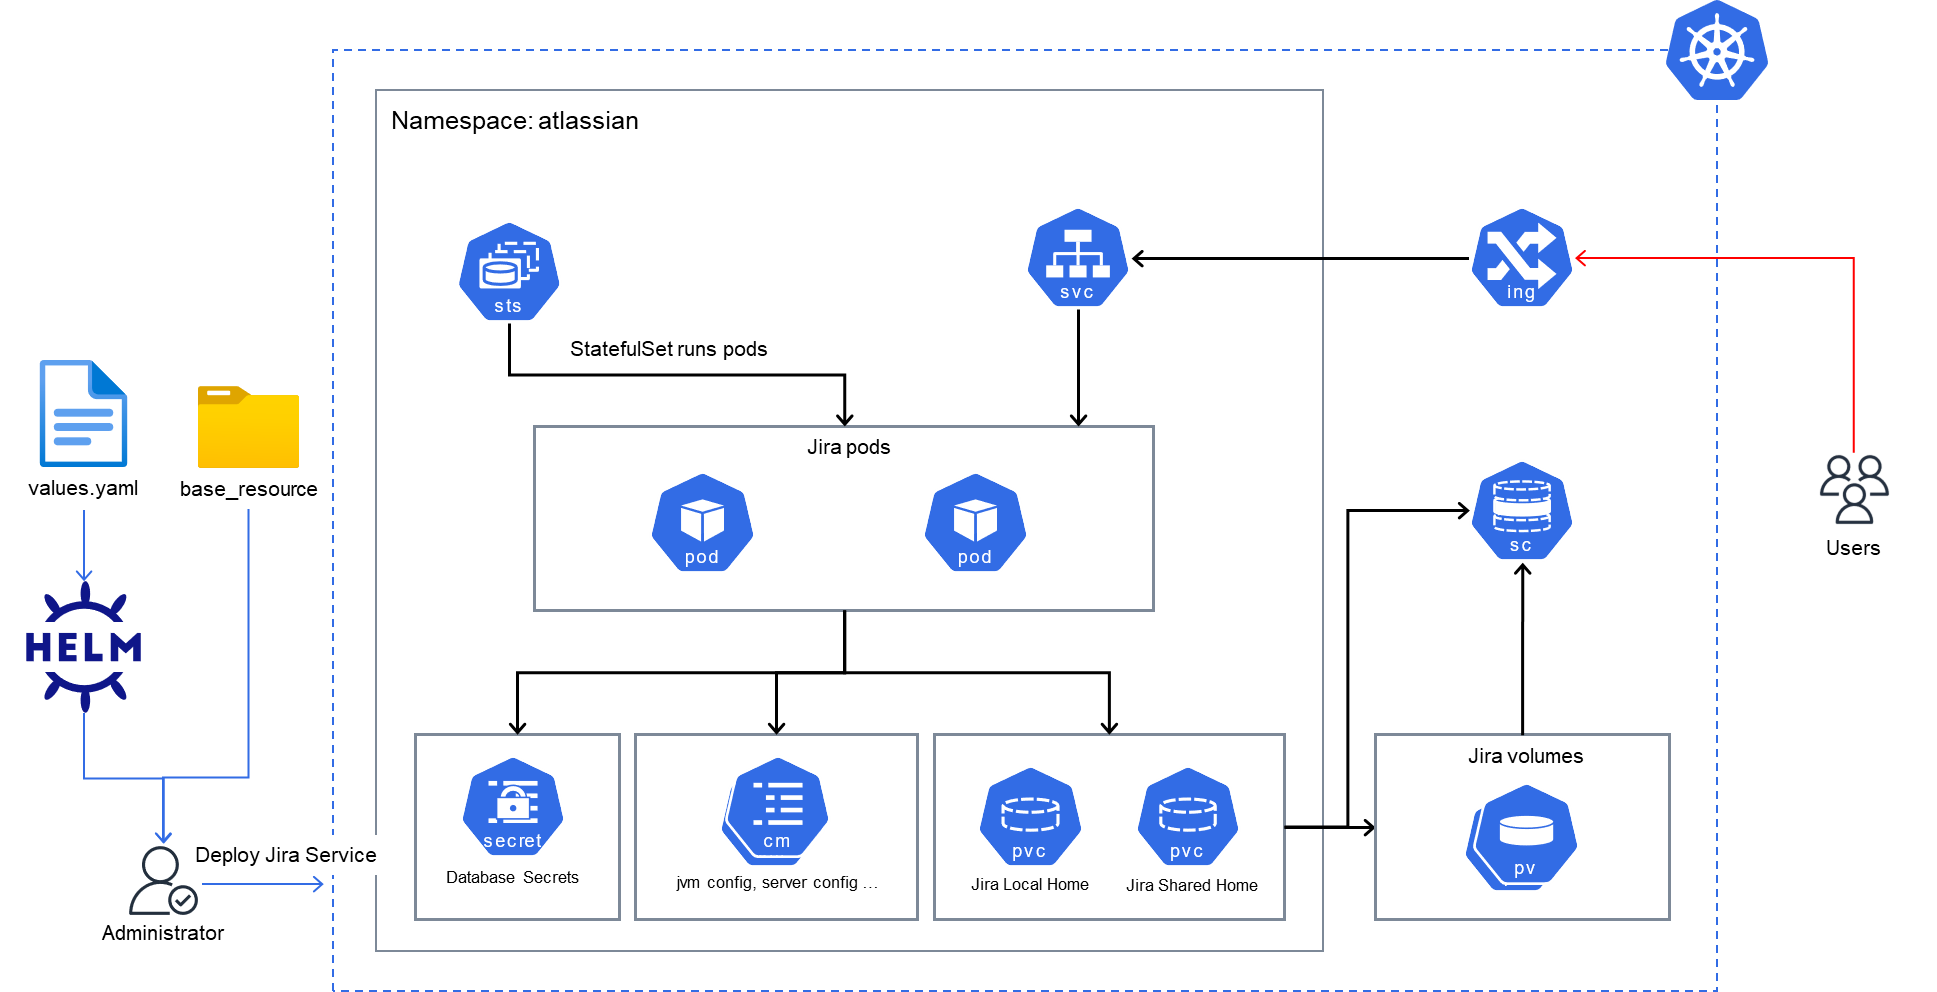 Namespace: atlassian
sts
svc
ing
StatefulSet runs pods
Jira pods
pod
pod
values.yaml
base_resource
sc
Users
HELM
Jira volumes
secret
Database Secrets
cm
jvm config, server config ...
pvc
Jira Local Home
pvc
Jira Shared Home
pv
Deploy Jira Service
Administrator